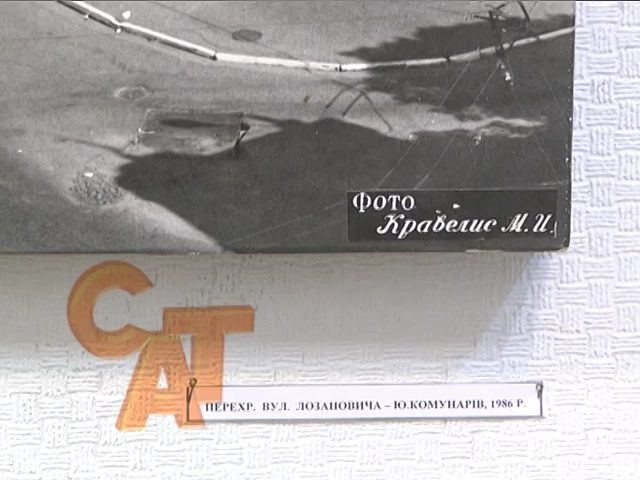 Фото
Кравелис М.И.
САТ
ПЕРЕХР. ВУЛ. ЛОЗАНОВИЧА – Ю.КОМУНАРІВ, 1986 Р.